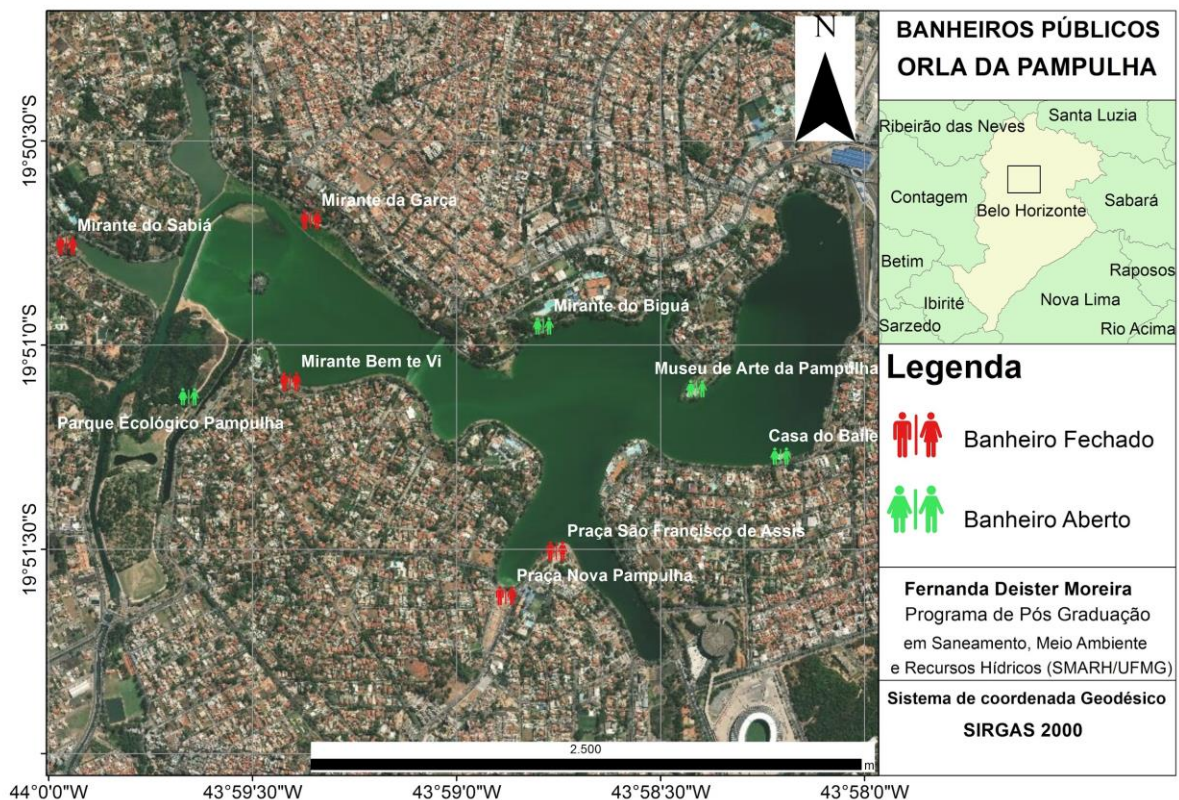 N
19°50'30"S
19°51'0"S
19°51'30"S
Mirante da Garça
Mirante do Sabiá
Mirante do Biguá
Mirante Bem te Vi
Museu de Arte da Pampulha
Parque Ecológico Pampulha
Casa do Baile
Praça São Francisco de Assis
Praça Nova Pampulha
2.500
m
44°0'0"W
43°59'30"W
43°59'0"W
43°58'30"W
43°58'0"W
BANHEIROS PÚBLICOS
ORLA DA PAMPULHA
Santa Luzia
Ribeirão das Neves
Contagem
Sabará
Belo Horizonte
Betim
Raposos
Ibirité
Nova Lima
Sarzedo
Rio Acima
Legenda
Banheiro Fechado
Banheiro Aberto
Fernanda Deister Moreira
Programa de Pós Graduação
em Saneamento, Meio Ambiente
e Recursos Hídricos (SMARH/UFMG)
Sistema de coordenada Geodésico
SIRGAS 2000